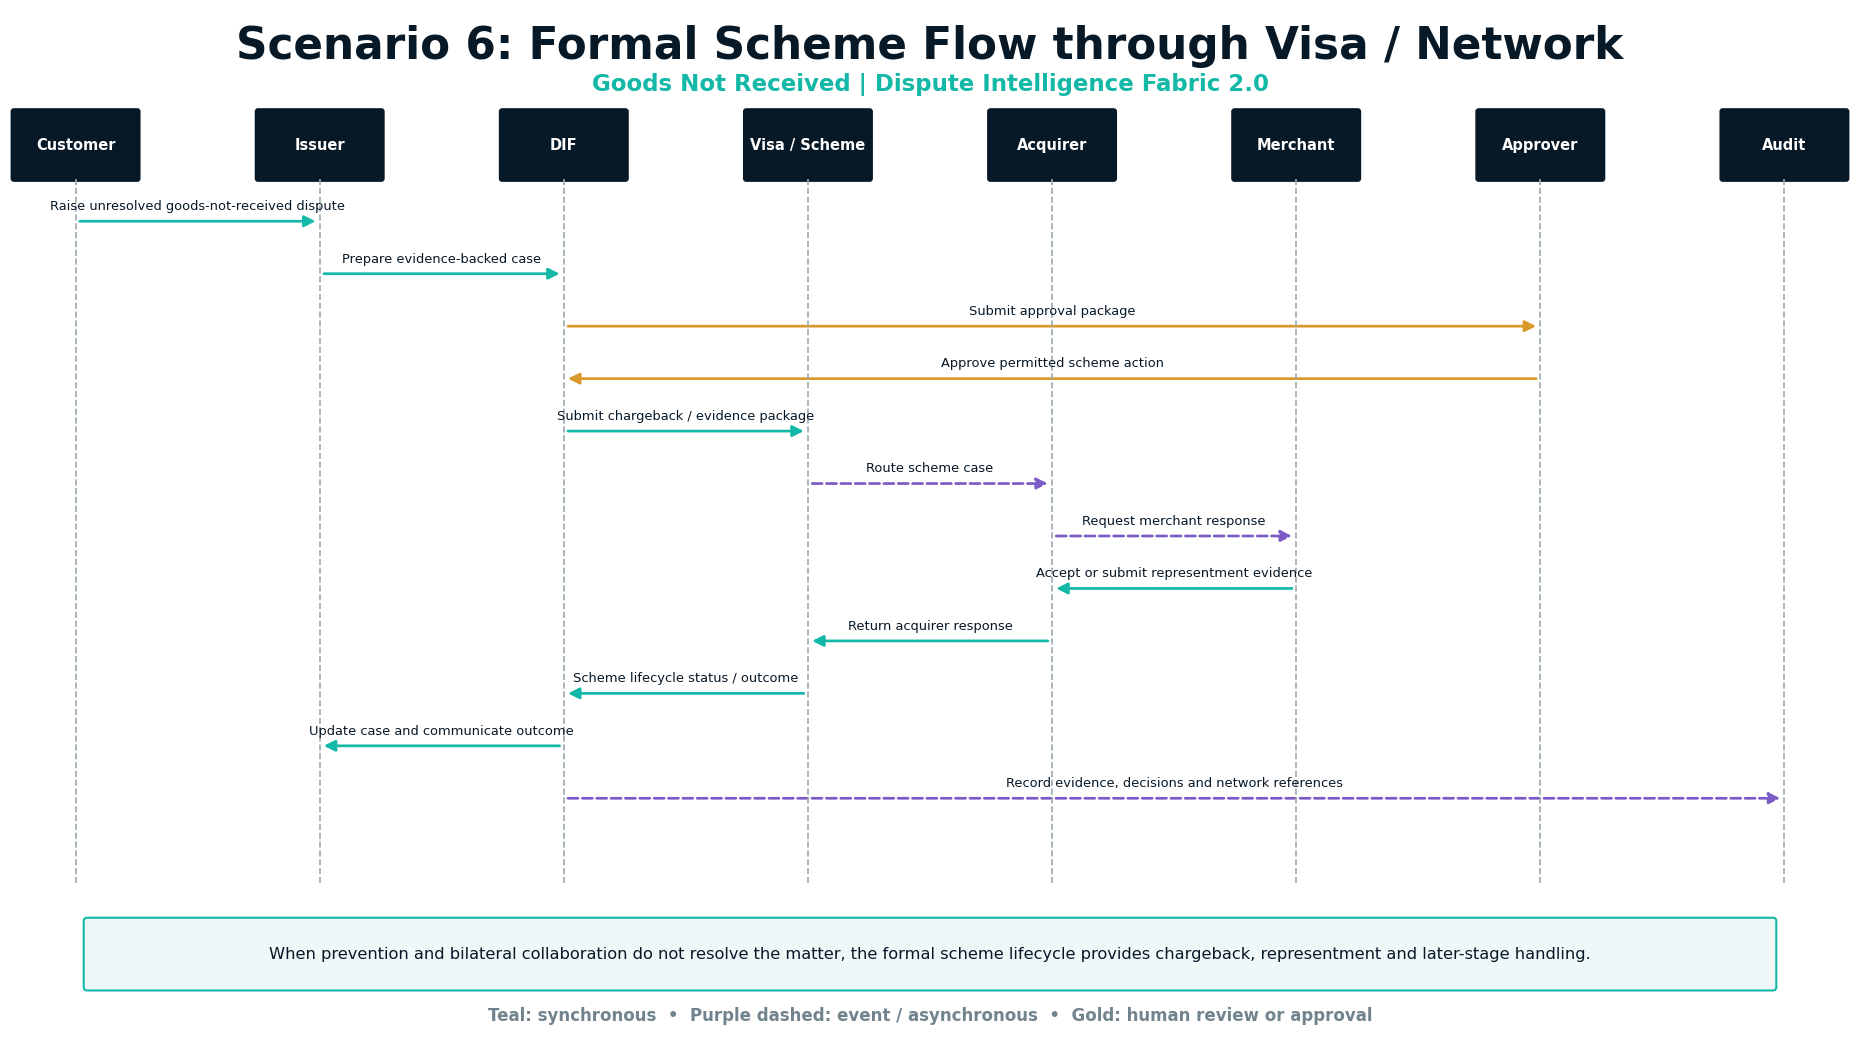 Scenario 6: Formal Scheme Flow through Visa / Network
Goods Not Received | Dispute Intelligence Fabric 2.0
Customer
Issuer
DIF
Visa / Scheme
Acquirer
Merchant
Approver
Audit
Raise unresolved goods-not-received dispute
Prepare evidence-backed case
Submit approval package
Approve permitted scheme action
Submit chargeback / evidence package
Route scheme case
Request merchant response
Accept or submit representment evidence
Return acquirer response
Scheme lifecycle status / outcome
Update case and communicate outcome
Record evidence, decisions and network references
When prevention and bilateral collaboration do not resolve the matter, the formal scheme lifecycle provides chargeback, representment and later-stage handling.
Teal: synchronous • Purple dashed: event / asynchronous • Gold: human review or approval